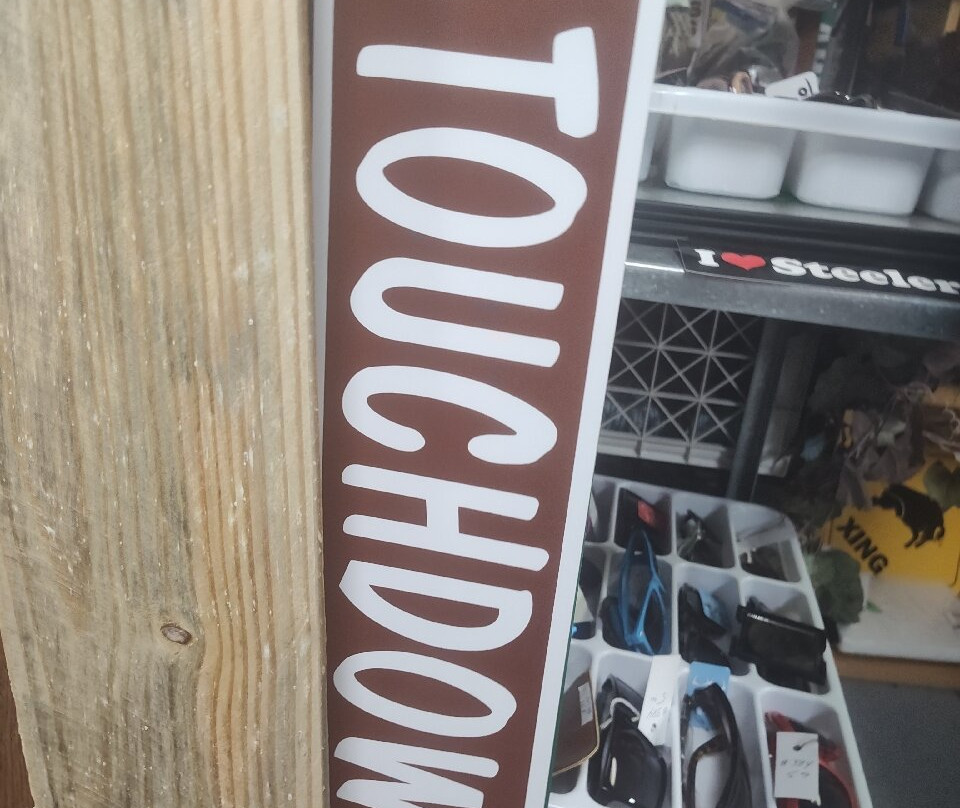 TOUCHDOW
I ❤ Steeler
XING